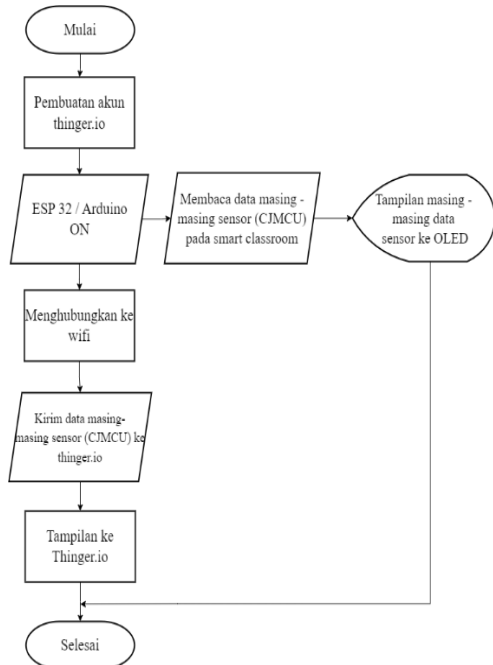 Mulai
Pembuatan akun
thinger.io
ESP 32 / Arduino
ON
Membaca data masing -
masing sensor (CJMCU)
pada smart classroom
Tampilan masing -
masing data
sensor ke OLED
Menghubungkan ke
wifi
Kirim data masing-
masing sensor (CJMCU) ke
thinger.io
Tampilan ke
Thinger.io
Selesai